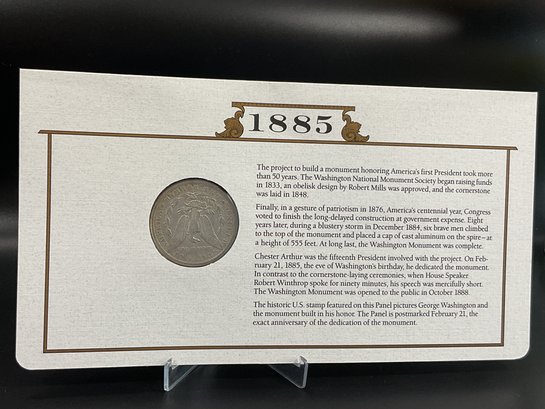 1885
The project to build a monument honoring America's first President took more
than 50 years. The Washington National Monument Society began raising funds
in 1833, an obelisk design by Robert Mills was approved, and the cornerstone
was laid in 1848.
Finally, in a gesture of patriotism in 1876, America's centennial year, Congress
voted to finish the long-delayed construction at government expense. Eight
years later, during a blustery storm in December 1884, six brave men climbed
to the top of the monument and placed a cap of cast aluminum on the spire—at
a height of 555 feet. At long last, the Washington Monument was complete.
Chester Arthur was the fifteenth President involved with the project. On Feb-
ruary 21, 1885, the eve of Washington's birthday, he dedicated the monument.
In contrast to the cornerstone-laying ceremonies, when House Speaker
Robert Winthrop spoke for ninety minutes, his speech was mercifully short.
The Washington Monument was opened to the public in October 1888.
The historic U.S. stamp featured on this Panel pictures George Washington and
the monument built in his honor. The Panel is postmarked February 21, the
exact anniversary of the dedication of the monument.